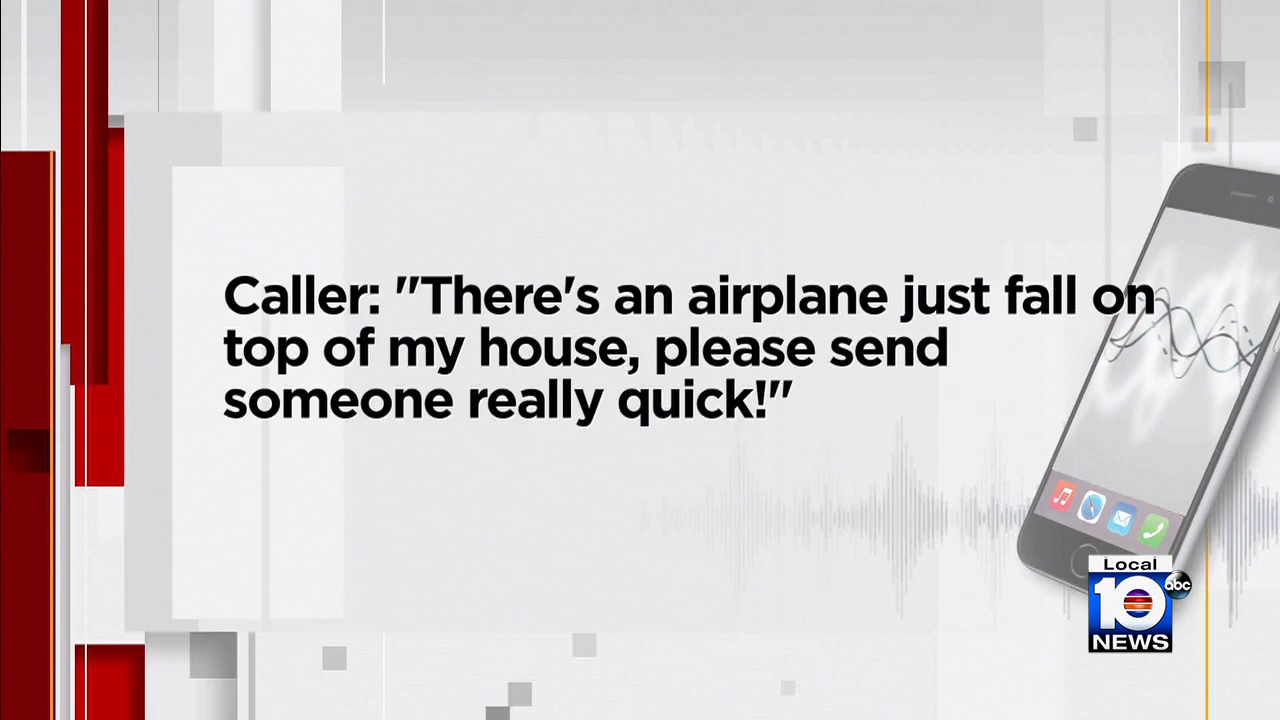 Caller: "There's an airplane just fall on
top of my house, please send
someone really quick!"
Local
10
abc
NEWS